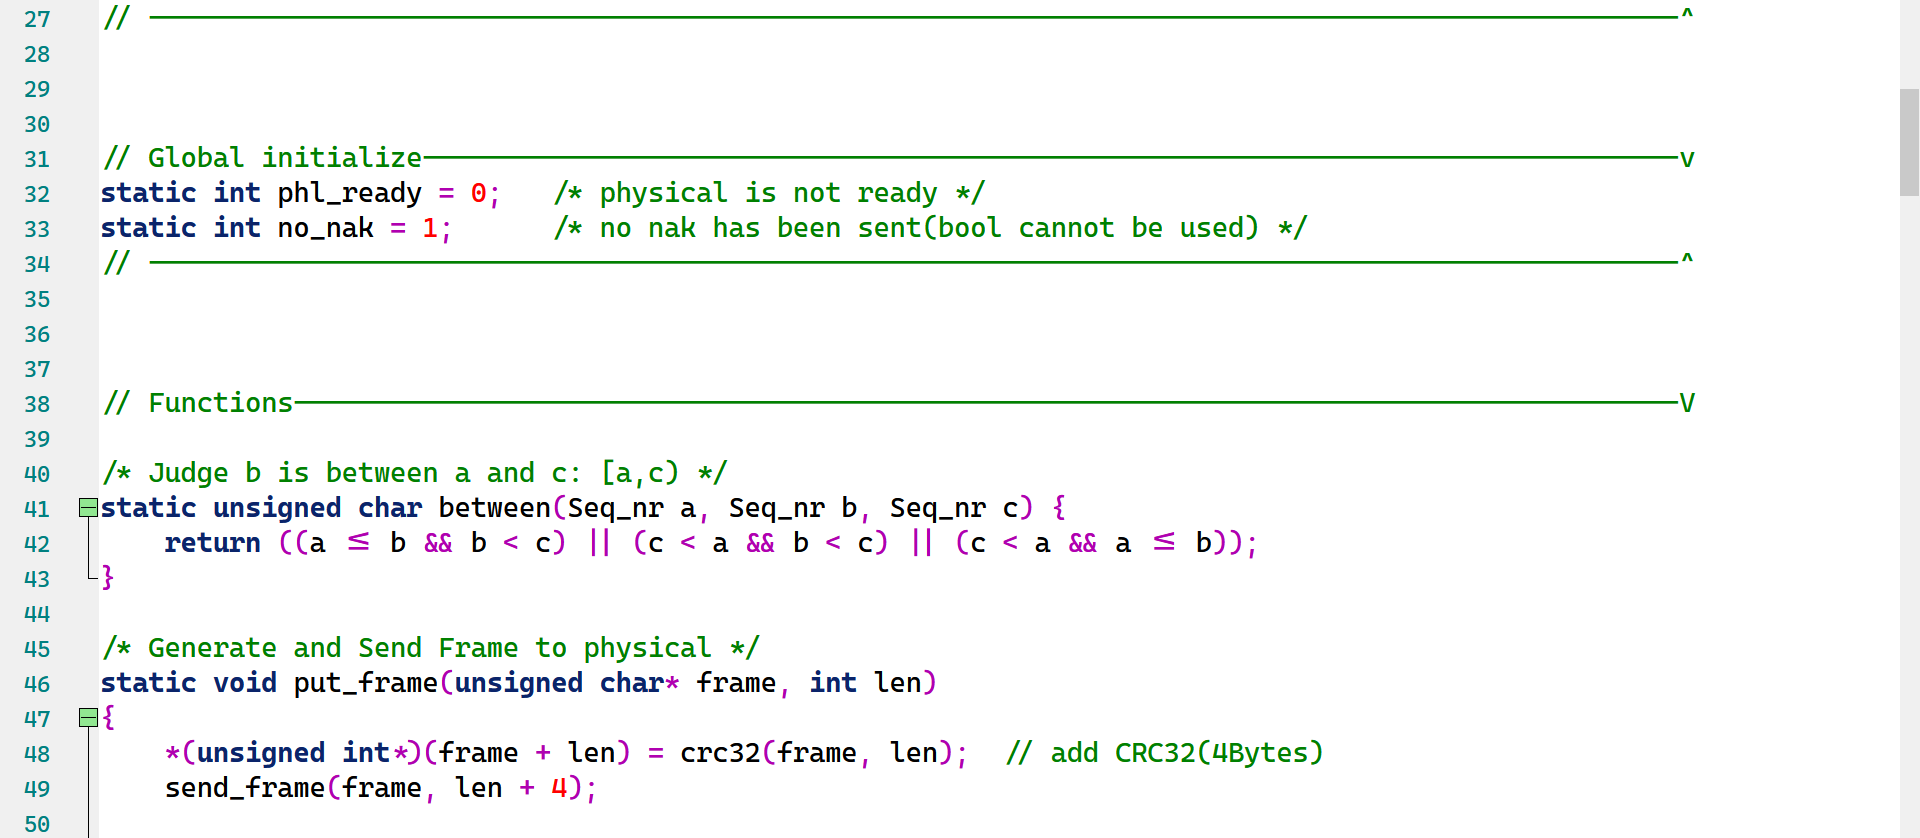 27 // ────────────────────────────────────────^
28
29
30
31 // Global initialize────────────────────────────────────────v
32 static int phl_ready = 0;   /* physical is not ready */
33 static int no_nak = 1;      /* no nak has been sent(bool cannot be used) */
34 // ────────────────────────────────────────^
35
36
37
38 // Functions────────────────────────────────────────V
39
40 /* Judge b is between a and c: [a,c) */
41 static unsigned char between(Seq_nr a, Seq_nr b, Seq_nr c) {
42     return ((a ≤ b && b < c) || (c < a && b < c) || (c < a && a ≤ b));
43 }
44
45 /* Generate and Send Frame to physical */
46 static void put_frame(unsigned char* frame, int len)
47 {
48     *(unsigned int*)(frame + len) = crc32(frame, len);  // add CRC32(4Bytes)
49     send_frame(frame, len + 4);
50